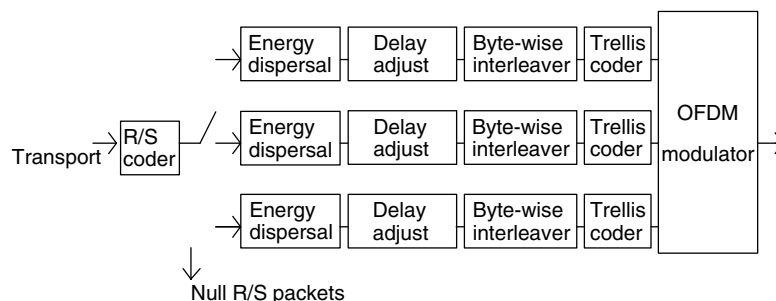 Energy
dispersal
Delay
adjust
Byte-wise
interleaver
Trellis
coder
Transport
R/S
coder
Energy
dispersal
Delay
adjust
Byte-wise
interleaver
Trellis
coder
OFDM
modulator
Energy
dispersal
Delay
adjust
Byte-wise
interleaver
Trellis
coder
Null R/S packets